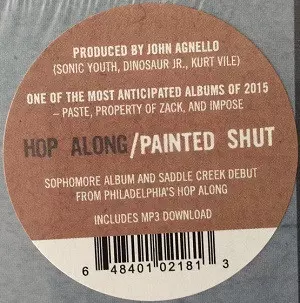 PRODUCED BY JOHN AGNELLO
(SONIC YOUTH, DINOSAUR JR., KURT VILE)
ONE OF THE MOST ANTICIPATED ALBUMS OF 2015
– PASTE, PROPERTY OF ZACK, AND IMPOSE
HOP ALONG/PAINTED SHUT
SOPHOMORE ALBUM AND SADDLE CREEK DEBUT
FROM PHILADELPHIA'S HOP ALONG
INCLUDES MP3 DOWNLOAD
6 48401 02181 3